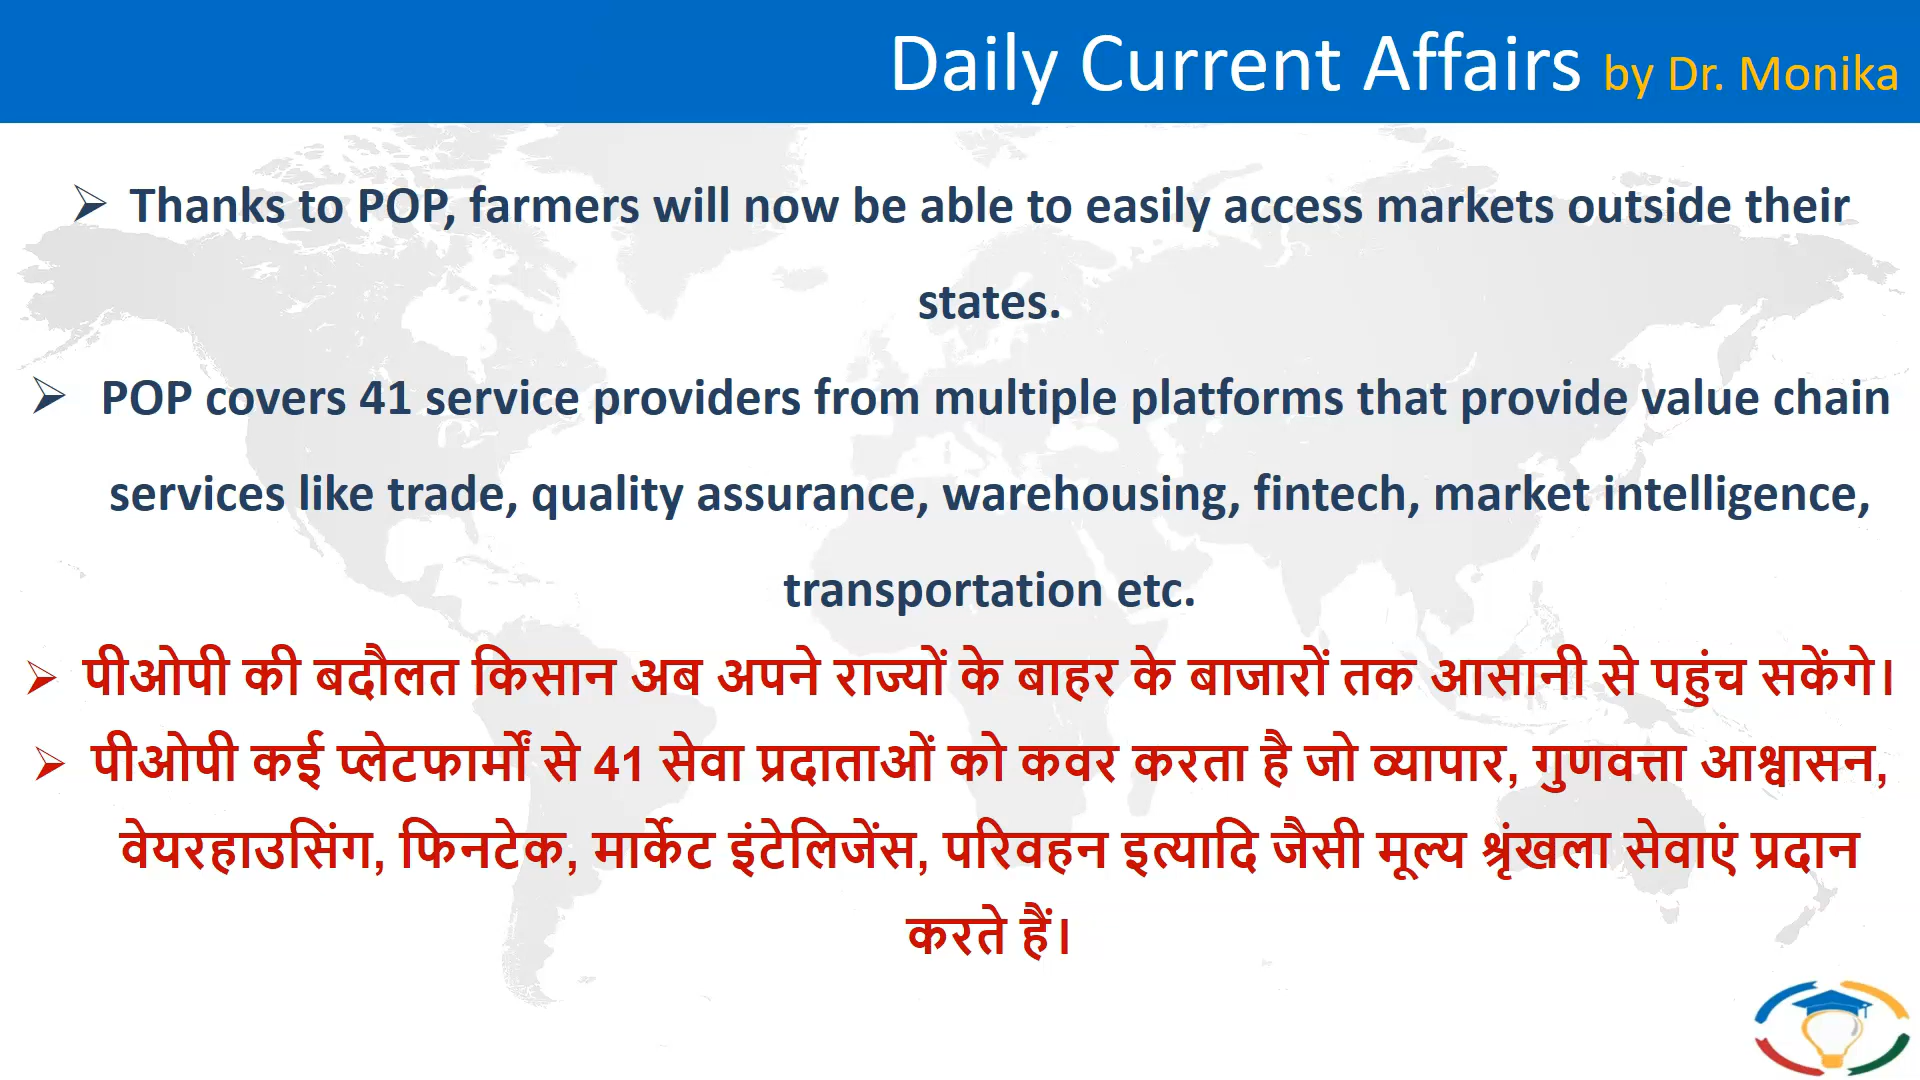 Daily Current Affairs by Dr. Monika
➢ Thanks to POP, farmers will now be able to easily access markets outside their
states.
➢ POP covers 41 service providers from multiple platforms that provide value chain
services like trade, quality assurance, warehousing, fintech, market intelligence,
transportation etc.
➢ पीओपी की बदौलत किसान अब अपने राज्यों के बाहर के बाजारों तक आसानी से पहुंच सकेंगे।
➢ पीओपी कई प्लेटफार्मों से 41 सेवा प्रदाताओं को कवर करता है जो व्यापार, गुणवत्ता आश्वासन,
वेयरहाउसिंग, फिनटेक, मार्केट इंटेलिजेंस, परिवहन इत्यादि जैसी मूल्य श्रृंखला सेवाएं प्रदान
करते हैं।